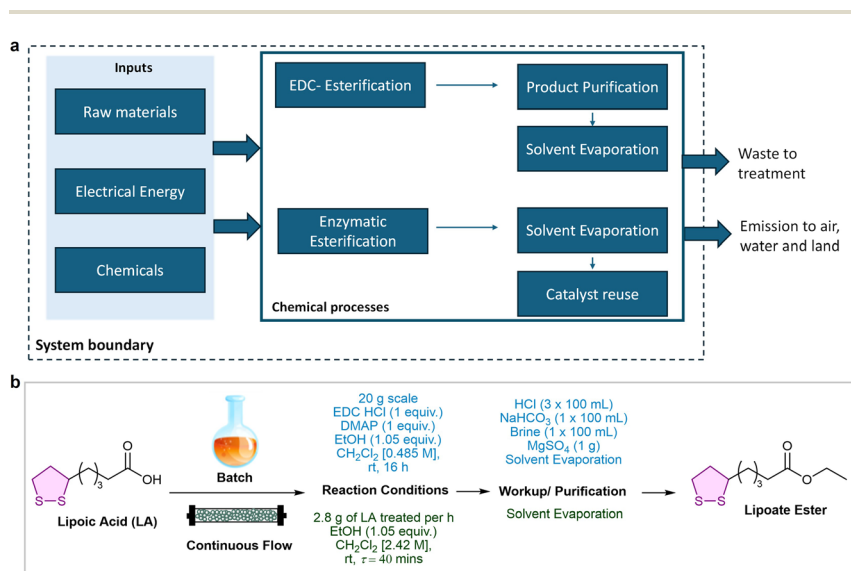 a
Inputs
Raw materials
Electrical Energy
Chemicals
EDC- Esterification
Product Purification
Solvent Evaporation
Enzymatic
Esterification
Solvent Evaporation
Catalyst reuse
Chemical processes
System boundary
Waste to
treatment
Emission to air,
water and land
b
S
S
3
O
OH
Lipoic Acid (LA)
Batch
Continuous Flow
20 g scale
EDC HCl (1 equiv.)
DMAP (1 equiv.)
EtOH (1.05 equiv.)
CH₂Cl₂ [0.485 M],
rt, 16 h
Reaction Conditions
2.8 g of LA treated per h
EtOH (1.05 equiv.)
CH₂Cl₂ [2.42 M],
rt, τ = 40 mins
HCl (3 x 100 mL)
NaHCO₃ (1 x 100 mL)
Brine (1 x 100 mL)
MgSO₄ (1 g)
Solvent Evaporation
Workup/ Purification
Solvent Evaporation
S
S
3
O
O
Lipoate Ester